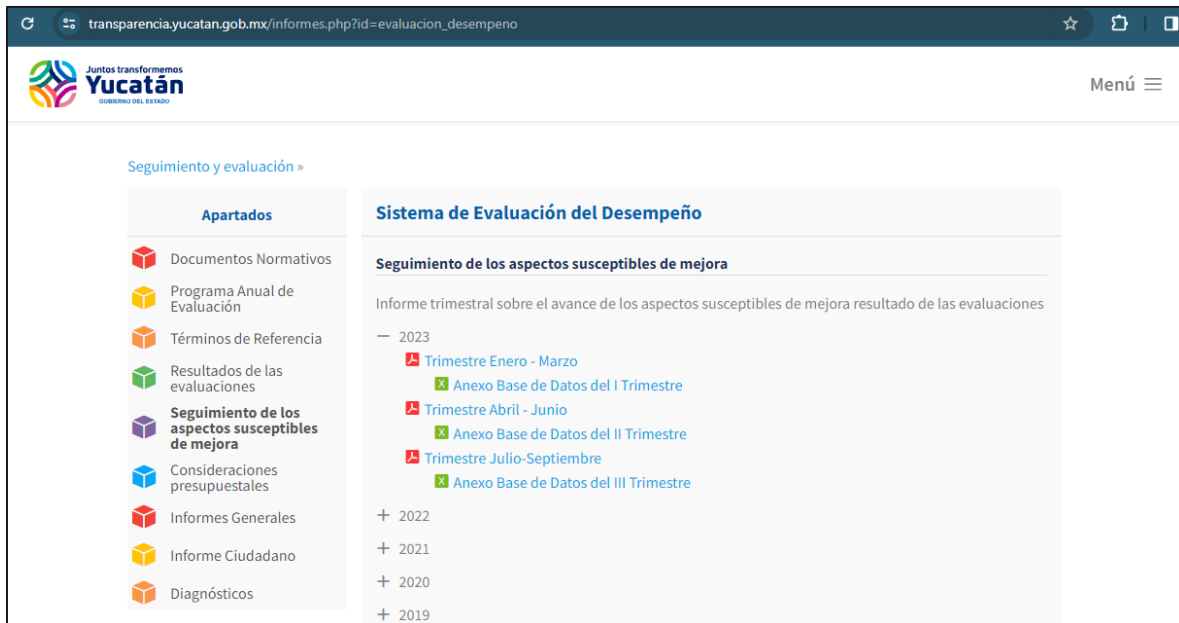 transparencia.yucatan.gob.mx/informes.php?id=evaluacion_desempeno
Juntos transformemos
Yucatán
GOBIERNO DEL ESTADO
Menú
Seguimiento y evaluación »
Apartados
Documentos Normativos
Programa Anual de
Evaluación
Términos de Referencia
Resultados de las
evaluaciones
Seguimiento de los
aspectos susceptibles
de mejora
Consideraciones
presupuestales
Informes Generales
Informe Ciudadano
Diagnósticos
Sistema de Evaluación del Desempeño
Seguimiento de los aspectos susceptibles de mejora
Informe trimestral sobre el avance de los aspectos susceptibles de mejora resultado de las evaluaciones
— 2023
Trimestre Enero - Marzo
X Anexo Base de Datos del I Trimestre
Trimestre Abril - Junio
X Anexo Base de Datos del II Trimestre
Trimestre Julio-Septiembre
X Anexo Base de Datos del III Trimestre
+ 2022
+ 2021
+ 2020
+ 2019